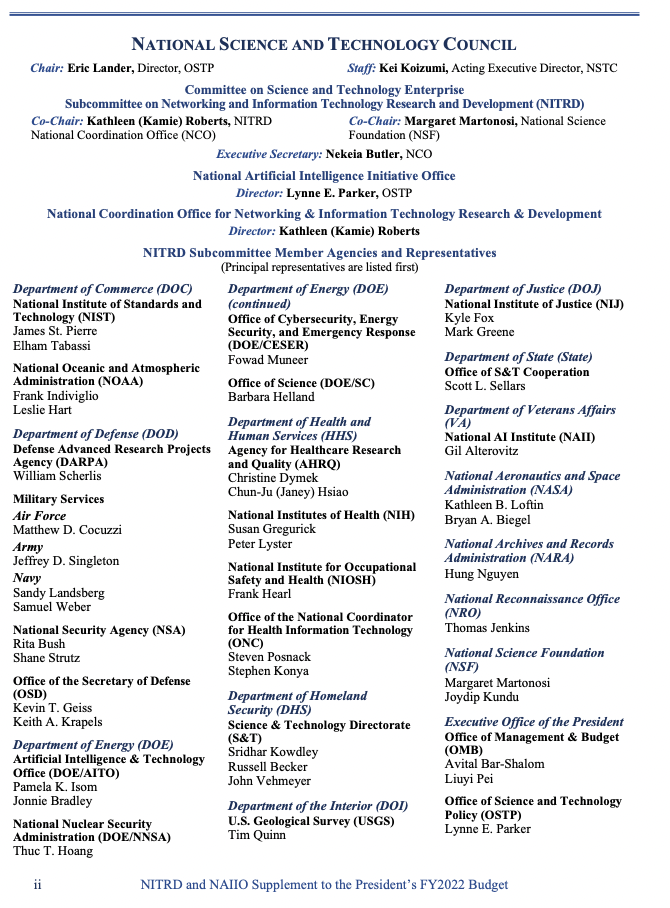 NATIONAL SCIENCE AND TECHNOLOGY COUNCIL
Chair: Eric Lander, Director, OSTP
Staff: Kei Koizumi, Acting Executive Director, NSTC
Committee on Science and Technology Enterprise
Subcommittee on Networking and Information Technology Research and Development (NITRD)
Co-Chair: Kathleen (Kamie) Roberts, NITRD
National Coordination Office (NCO)
Co-Chair: Margaret Martonosi, National Science
Foundation (NSF)
Executive Secretary: Nekeia Butler, NCO
National Artificial Intelligence Initiative Office
Director: Lynne E. Parker, OSTP
National Coordination Office for Networking & Information Technology Research & Development
Director: Kathleen (Kamie) Roberts
NITRD Subcommittee Member Agencies and Representatives
(Principal representatives are listed first)
Department of Commerce (DOC)
National Institute of Standards and
Technology (NIST)
James St. Pierre
Elham Tabassi
National Oceanic and Atmospheric
Administration (NOAA)
Frank Indiviglio
Leslie Hart
Department of Defense (DOD)
Defense Advanced Research Projects
Agency (DARPA)
William Scherlis
Military Services
Air Force
Matthew D. Cocuzzi
Army
Jeffrey D. Singleton
Navy
Sandy Landsberg
Samuel Weber
National Security Agency (NSA)
Rita Bush
Shane Strutz
Office of the Secretary of Defense
(OSD)
Kevin T. Geiss
Keith A. Krapels
Department of Energy (DOE)
Artificial Intelligence & Technology
Office (DOE/AITO)
Pamela K. Isom
Jonnie Bradley
National Nuclear Security
Administration (DOE/NNSA)
Thuc T. Hoang
Department of Energy (DOE)
(continued)
Office of Cybersecurity, Energy
Security, and Emergency Response
(DOE/CESER)
Fowad Muneer
Office of Science (DOE/SC)
Barbara Helland
Department of Health and
Human Services (HHS)
Agency for Healthcare Research
and Quality (AHRQ)
Christine Dymek
Chun-Ju (Janey) Hsiao
National Institutes of Health (NIH)
Susan Gregurick
Peter Lyster
National Institute for Occupational
Safety and Health (NIOSH)
Frank Hearl
Office of the National Coordinator
for Health Information Technology
(ONC)
Steven Posnack
Stephen Konya
Department of Homeland
Security (DHS)
Science & Technology Directorate
(S&T)
Sridhar Kowdley
Russell Becker
John Vehmeyer
Department of the Interior (DOI)
U.S. Geological Survey (USGS)
Tim Quinn
Department of Justice (DOJ)
National Institute of Justice (NIJ)
Kyle Fox
Mark Greene
Department of State (State)
Office of S&T Cooperation
Scott L. Sellars
Department of Veterans Affairs
(VA)
National AI Institute (NAII)
Gil Alterovitz
National Aeronautics and Space
Administration (NASA)
Kathleen B. Loftin
Bryan A. Biegel
National Archives and Records
Administration (NARA)
Hung Nguyen
National Reconnaissance Office
(NRO)
Thomas Jenkins
National Science Foundation
(NSF)
Margaret Martonosi
Joydip Kundu
Executive Office of the President
Office of Management & Budget
(OMB)
Avital Bar-Shalom
Liuyi Pei
Office of Science and Technology
Policy (OSTP)
Lynne E. Parker
ii
NITRD and NAIIO Supplement to the President’s FY2022 Budget